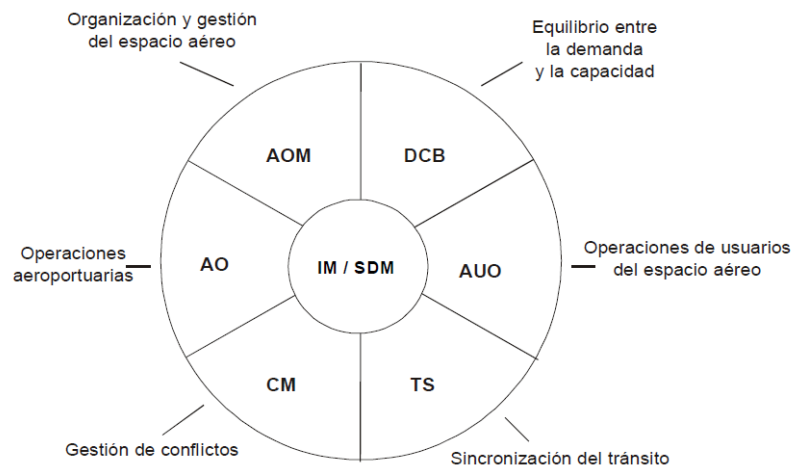 Organización y gestión
del espacio aéreo
Equilibrio entre
la demanda
y la capacidad
AOM
DCB
Operaciones
aeroportuarias
AO
IM / SDM
AUO
Operaciones de usuarios
del espacio aéreo
CM
TS
Gestión de conflictos
Sincronización del tránsito